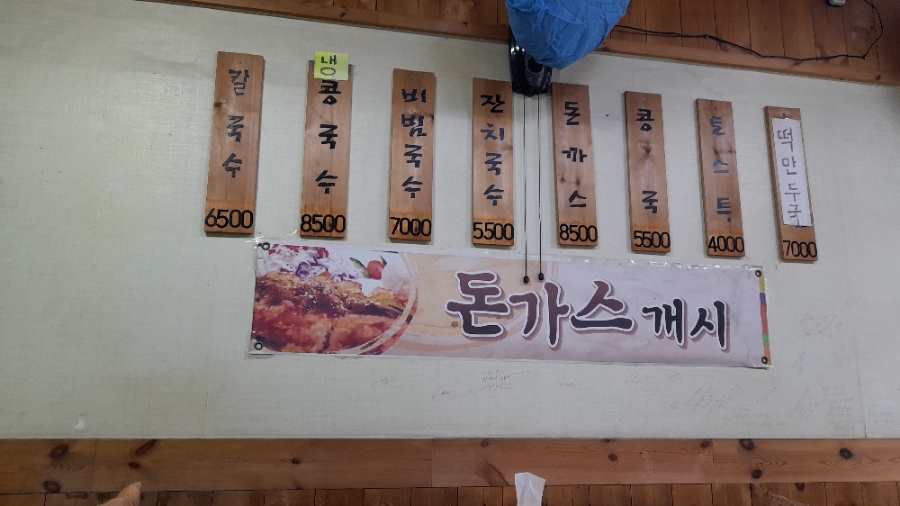 칼국수
6500
냉
콩국수
8500
비빔국수
7000
잔치국수
5500
돈까스
8500
콩국
5500
토스트
4000
떡만두국
7000
돈가스 개시